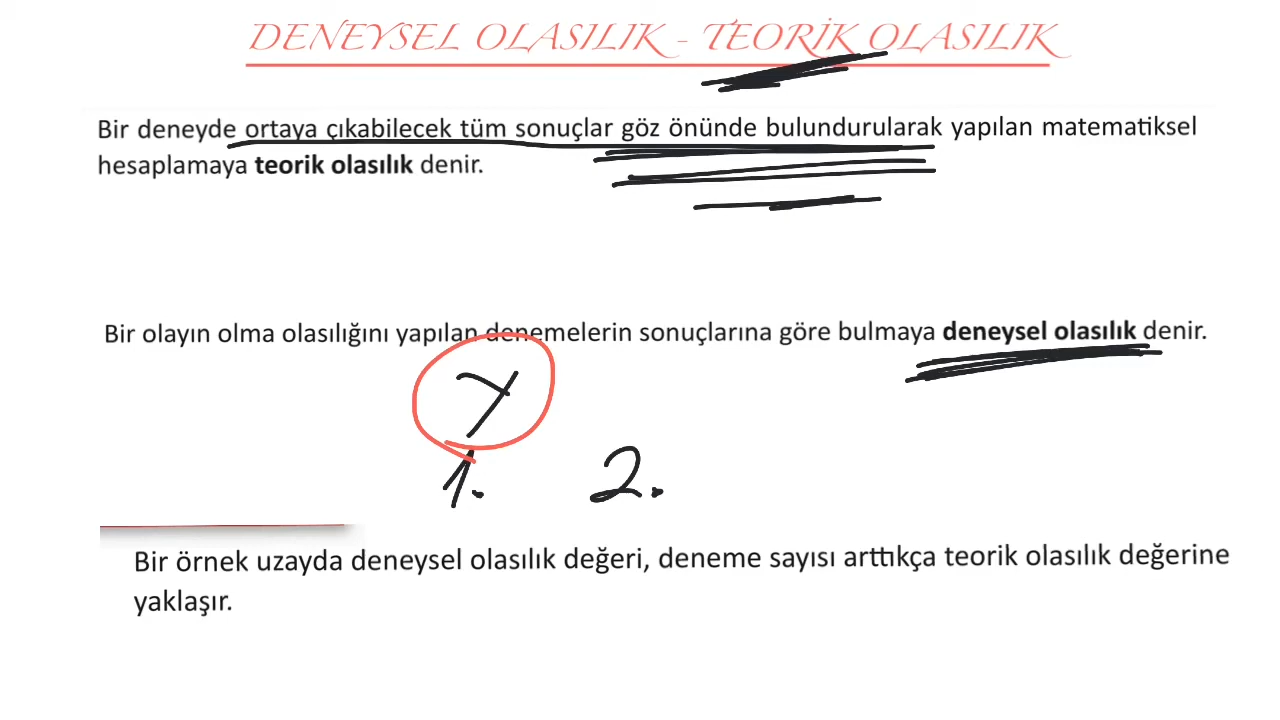 DENEYSEL OLASILIK - TEORİK OLASILIK
Bir deneyde ortaya çıkabilecek tüm sonuçlar göz önünde bulundurularak yapılan matematiksel
hesaplamaya teorik olasılık denir.
Bir olayın olma olasılığını yapılan denemelerin sonuçlarına göre bulmaya deneysel olasılık denir.
Y
1. 2.
Bir örnek uzayda deneysel olasılık değeri, deneme sayısı arttıkça teorik olasılık değerine
yaklaşır.